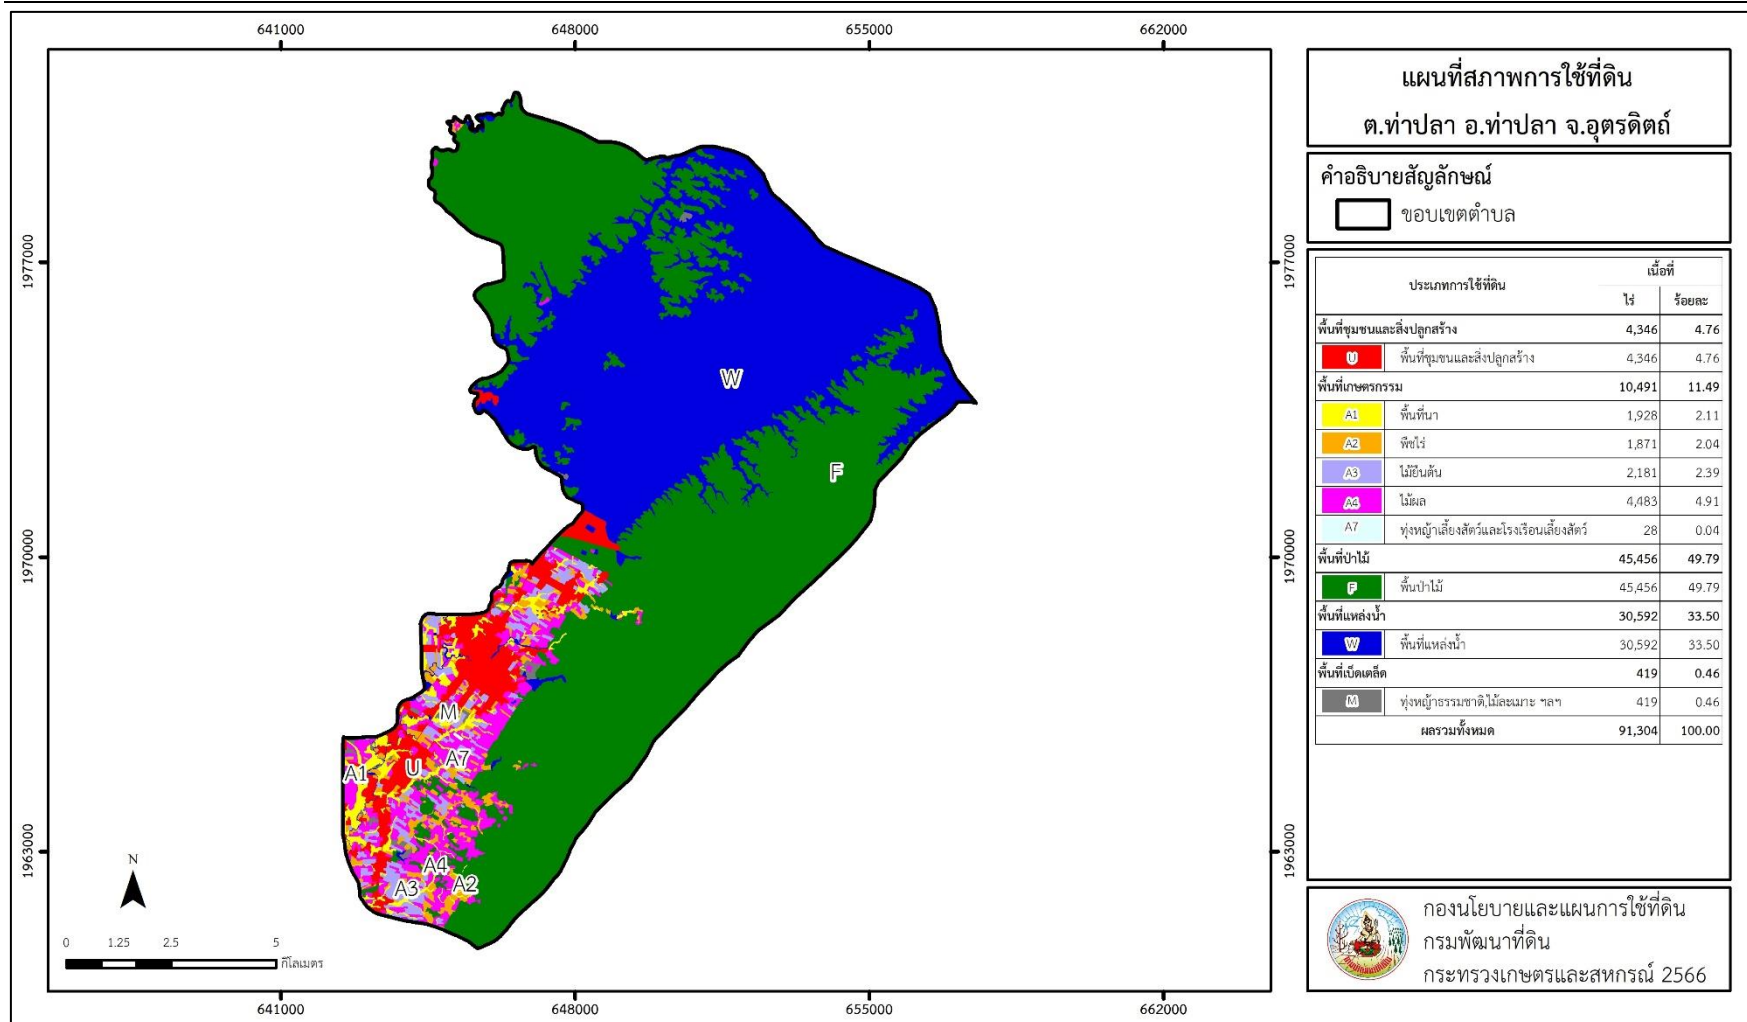 641000 648000 655000 662000
แผนที่สภาพการใช้ที่ดิน
ต.ท่าปลา อ.ท่าปลา จ.อุตรดิตถ์
คำอธิบายสัญลักษณ์
ขอบเขตตำบล
ประเภทการใช้ที่ดิน เนื้อที่
ไร่ ร้อยละ
พื้นที่ชุมชนและสิ่งปลูกสร้าง 4,346 4.76
U พื้นที่ชุมชนและสิ่งปลูกสร้าง 4,346 4.76
พื้นที่เกษตรกรรม 10,491 11.49
A1 พื้นที่นา 1,928 2.11
A2 พืชไร่ 1,871 2.04
A3 ไม้ยืนต้น 2,181 2.39
A4 ไม้ผล 4,483 4.91
A7 ทุ่งหญ้าเลี้ยงสัตว์และโรงเรือนเลี้ยงสัตว์ 28 0.04
พื้นที่ป่าไม้ 45,456 49.79
F พื้นป่าไม้ 45,456 49.79
พื้นที่แหล่งน้ำ 30,592 33.50
W พื้นที่แหล่งน้ำ 30,592 33.50
พื้นที่เบ็ดเตล็ด 419 0.46
M ทุ่งหญ้าธรรมชาติ,ไม้ละเมาะ ฯลฯ 419 0.46
ผลรวมทั้งหมด 91,304 100.00
กองนโยบายและแผนการใช้ที่ดิน
กรมพัฒนาที่ดิน
กระทรวงเกษตรและสหกรณ์ 2566
1977000 1977000
W
F
1970000 1970000
M
A7
A1 U
1963000 1963000
A4
A3 A2
N
0 1.25 2.5 5
กิโลเมตร
641000 648000 655000 662000